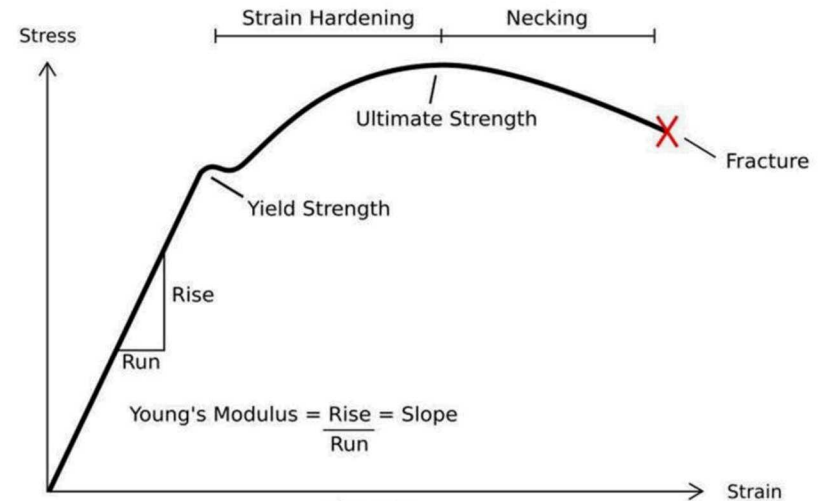 Strain Hardening
Necking
Stress
Ultimate Strength
Fracture
Yield Strength
Rise
Run
Young's Modulus = Rise = Slope
Run
Strain